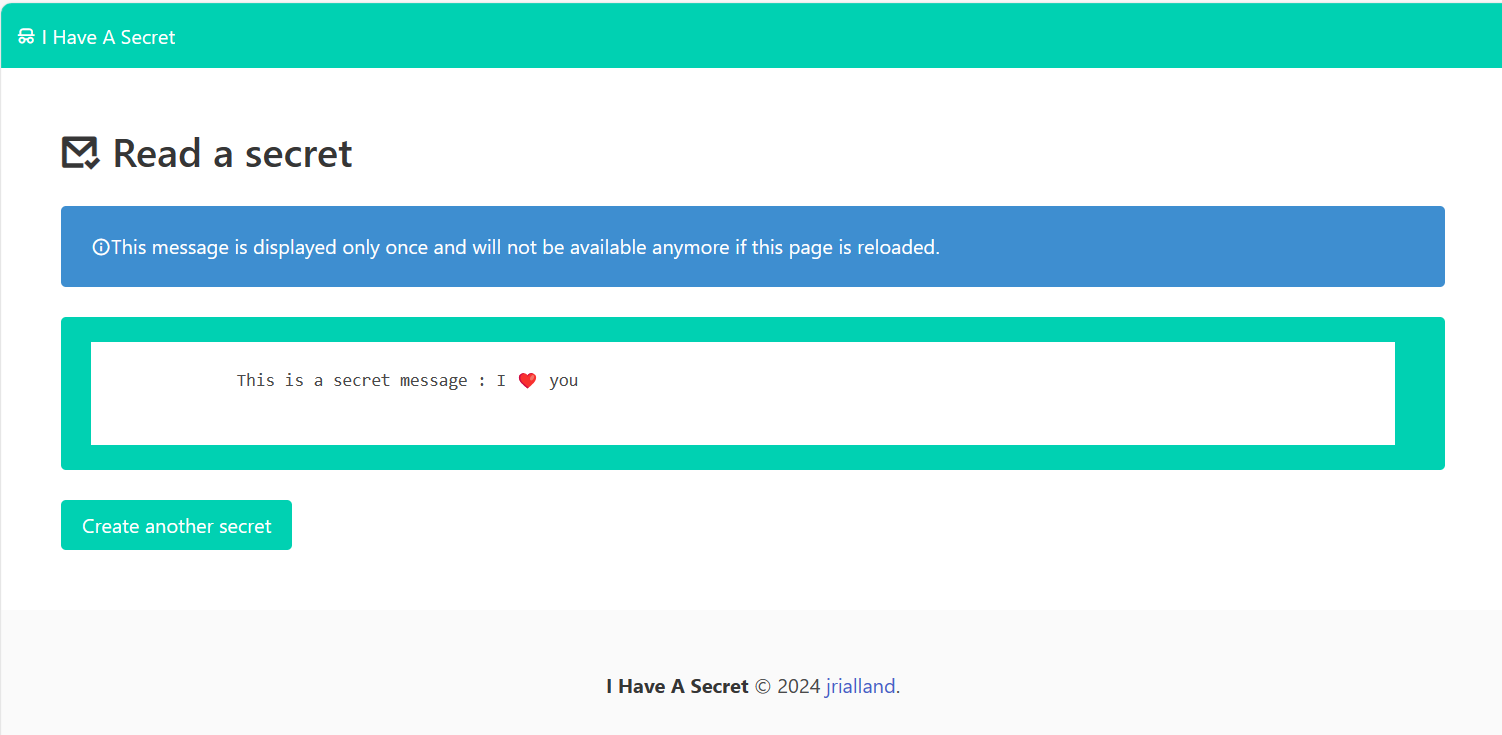 I Have A Secret
Read a secret
This message is displayed only once and will not be available anymore if this page is reloaded.
This is a secret message : I ❤️ you
Create another secret
I Have A Secret © 2024 jrialland.